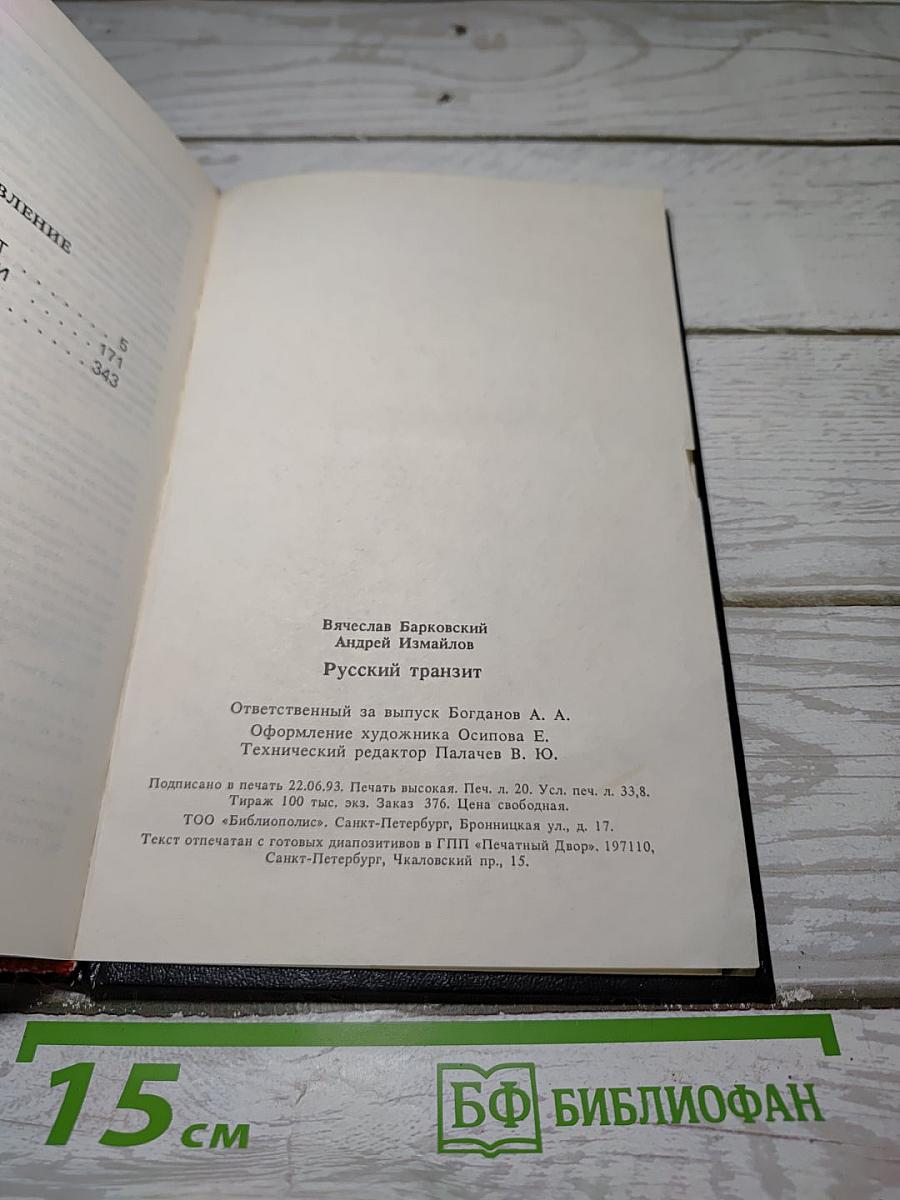 Т . . . . . . . 5
И . . . . . . 171
. . . . . . 343
Вячеслав Барковский
Андрей Измайлов
Русский транзит
Ответственный за выпуск Богданов А. А.
Оформление художника Осипова Е.
Технический редактор Палачев В. Ю.
Подписано в печать 22.06.93. Печать высокая. Печ. л. 20. Усл. печ. л. 33,8.
Тираж 100 тыс. экз. Заказ 376. Цена свободная.
ТОО «Библиополис». Санкт-Петербург, Бронницкая ул., д. 17.
Текст отпечатан с готовых диапозитивов в ГПП «Печатный Двор». 197110,
Санкт-Петербург, Чкаловский пр., 15.
15 см
БФ БИБЛИОФАН